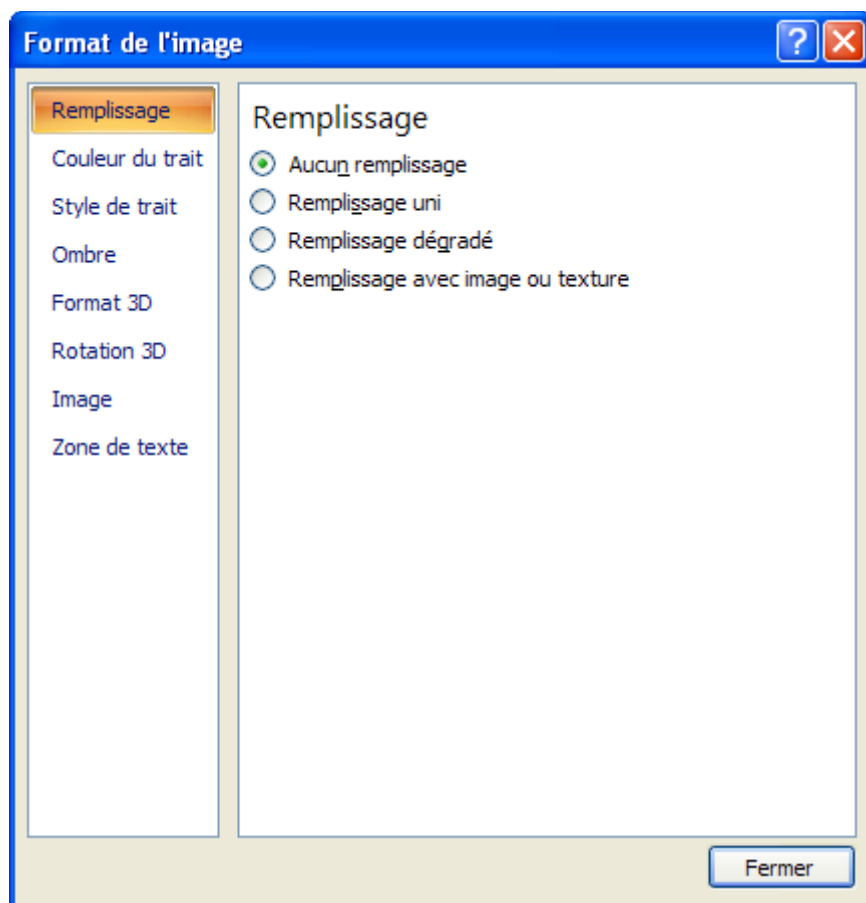 Format de l'image
?
Remplissage
Couleur du trait
Style de trait
Ombre
Format 3D
Rotation 3D
Image
Zone de texte
Remplissage
Aucun remplissage
Remplissage uni
Remplissage dégradé
Remplissage avec image ou texture
Fermer